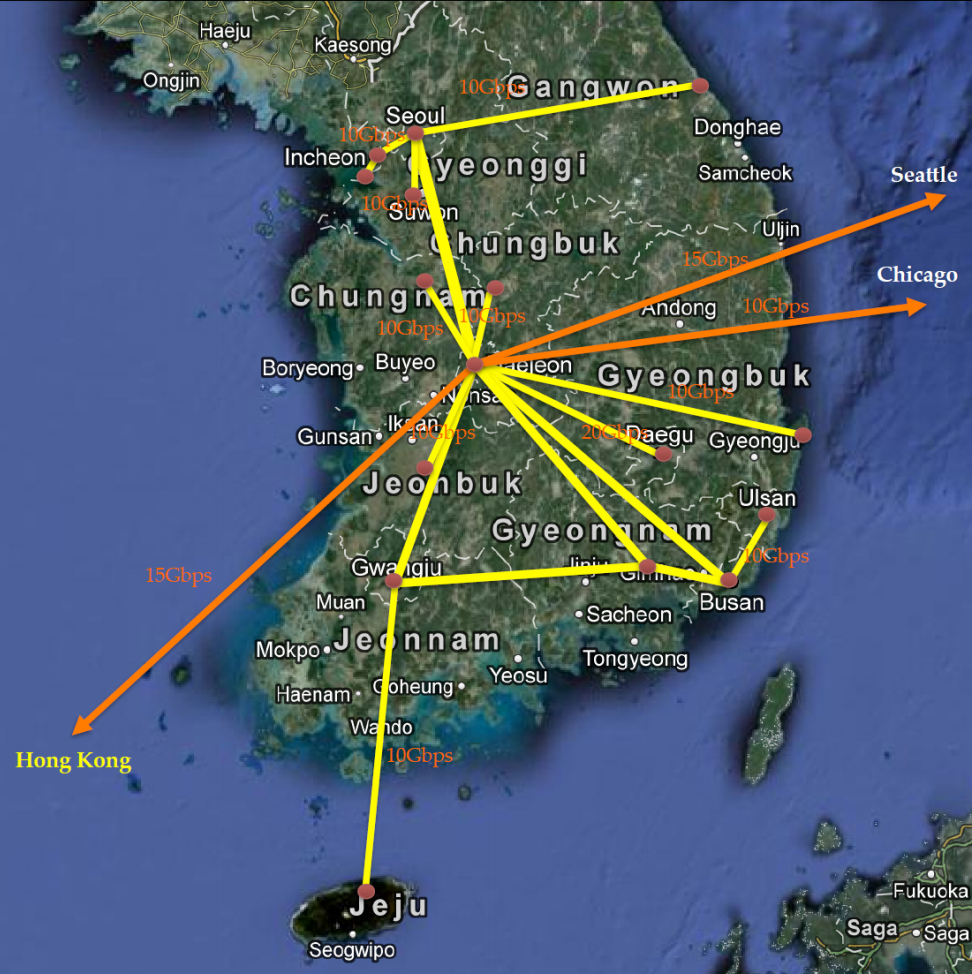 Haeju
Kaesong
Ongjin
10Gbps
Gangwon
Seoul
10Gbps
Donghae
Incheon
Gyeonggi
Samcheok
Seattle
10Gbps
Suwon
Uljin
Chungbuk
15Gbps
Chicago
Chungnam
10Gbps
10Gbps
Andong
10Gbps
Boryeong
Buyeo
Daejeon
Gyeongbuk
10Gbps
Nonsan
Iksan
10Gbps
20Gbps
Daegu
Gyeongju
Gunsan
Jeonbuk
Ulsan
Gyeongnam
10Gbps
Gwangju
Jinju
Gimhae
15Gbps
Muan
Sacheon
Busan
Jeonnam
Mokpo
Tongyeong
Yeosu
Haenam
Goheung
Wando
10Gbps
Hong Kong
Jeju
Seogwipo
Fukuoka
Saga
Saga